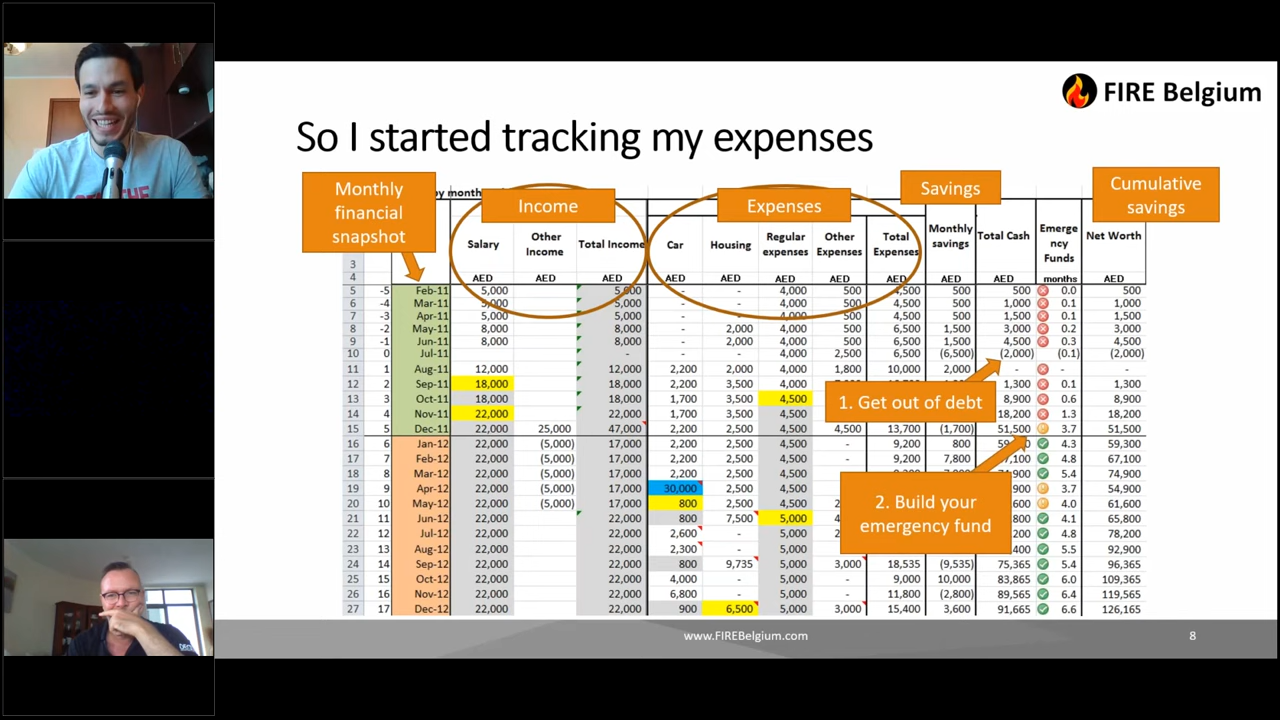 FIRE Belgium
So I started tracking my expenses
Monthly
financial
snapshot
by month
Income
Expenses
Savings
Cumulative
savings
Salary Other Income Total Income Car Housing Regular expenses Other Expenses Total Expenses Monthly savings Total Cash Emergency Funds Net Worth
3
4 AED AED AED AED AED AED AED AED AED AED months AED
5 -5 Feb-11 5,000 5,000 - - 4,000 500 4,500 500 500 0.0 500
6 -4 Mar-11 5,000 5,000 - - 4,000 500 4,500 500 1,000 0.1 1,000
7 -3 Apr-11 5,000 5,000 - - 4,000 500 4,500 500 1,500 0.1 1,500
8 -2 May-11 8,000 8,000 - 2,000 4,000 500 6,500 1,500 3,000 0.2 3,000
9 -1 Jun-11 8,000 8,000 - 2,000 4,000 500 6,500 1,500 4,500 0.3 4,500
10 0 Jul-11 - - - 4,000 2,500 6,500 (6,500) (2,000) (0.1) (2,000)
11 1 Aug-11 12,000 12,000 2,200 2,000 4,000 1,800 10,000 2,000 - - -
12 2 Sep-11 18,000 18,000 2,200 3,500 4,000 1,300 0.1 1,300
13 3 Oct-11 18,000 18,000 1,700 3,500 4,500 8,900 0.6 8,900
14 4 Nov-11 22,000 22,000 1,700 3,500 4,500 18,200 1.3 18,200
15 5 Dec-11 22,000 25,000 47,000 2,200 2,500 4,500 4,500 13,700 (1,700) 51,500 3.7 51,500
16 6 Jan-12 22,000 (5,000) 17,000 2,200 2,500 4,500 - 9,200 800 4.3 59,300
17 7 Feb-12 22,000 (5,000) 17,000 2,200 2,500 4,500 - 9,200 7,800 4.8 67,100
18 8 Mar-12 22,000 (5,000) 17,000 2,200 2,500 4,500 5.4 74,900
19 9 Apr-12 22,000 (5,000) 17,000 30,000 2,500 4,500 3.7 54,900
20 10 May-12 22,000 (5,000) 17,000 800 2,500 4,500 4.0 61,600
21 11 Jun-12 22,000 22,000 800 7,500 5,000 4.1 65,800
22 12 Jul-12 22,000 22,000 2,600 - 5,000 4.8 78,200
23 13 Aug-12 22,000 22,000 2,300 - 5,000 5.5 92,900
24 14 Sep-12 22,000 22,000 800 9,735 5,000 3,000 18,535 (9,535) 75,365 5.4 96,365
25 15 Oct-12 22,000 22,000 4,000 - 5,000 - 9,000 10,000 83,865 6.0 109,365
26 16 Nov-12 22,000 22,000 6,800 - 5,000 - 11,800 (2,800) 89,565 6.4 119,565
27 17 Dec-12 22,000 22,000 900 6,500 5,000 3,000 15,400 3,600 91,665 6.6 126,165
1. Get out of debt
2. Build your
emergency fund
www.FIREBelgium.com
8